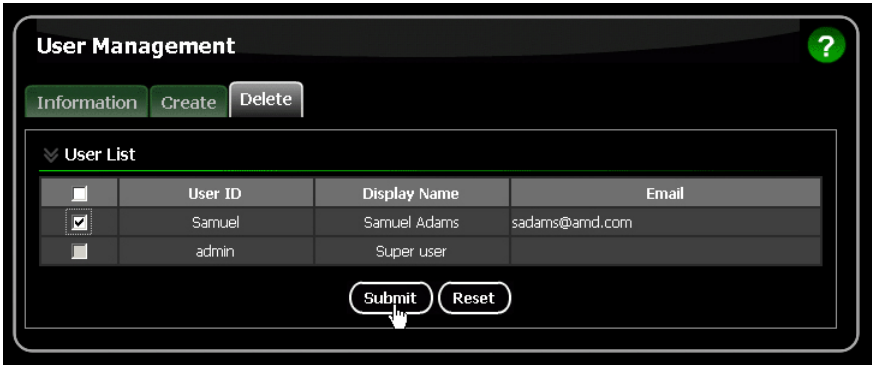 User Management
?
Information Create Delete
User List
User ID Display Name Email
Samuel Samuel Adams sadams@amd.com
admin Super user
Submit Reset